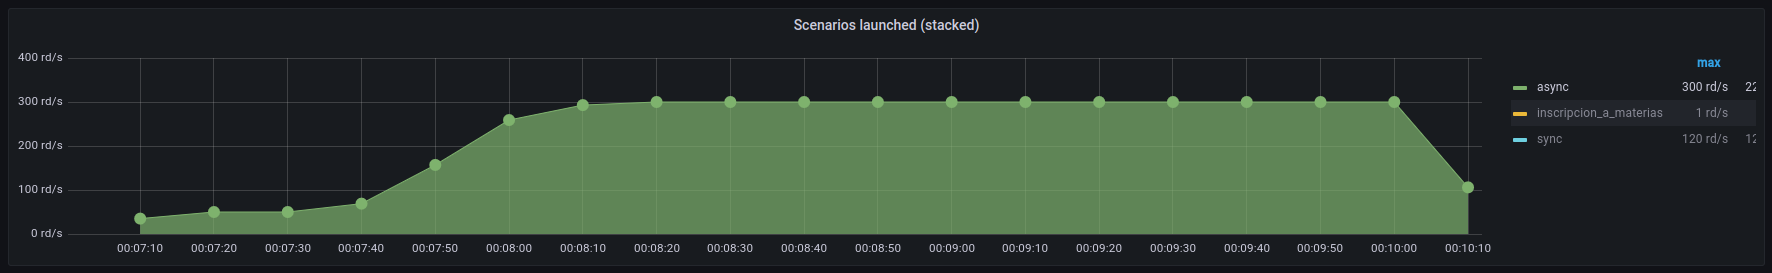 Scenarios launched (stacked)
400 rd/s
300 rd/s
200 rd/s
100 rd/s
0 rd/s
00:07:10 00:07:20 00:07:30 00:07:40 00:07:50 00:08:00 00:08:10 00:08:20 00:08:30 00:08:40 00:08:50 00:09:00 00:09:10 00:09:20 00:09:30 00:09:40 00:09:50 00:10:00 00:10:10
max
async 300 rd/s 22
inscripcion_a_materias 1 rd/s
sync 120 rd/s 12